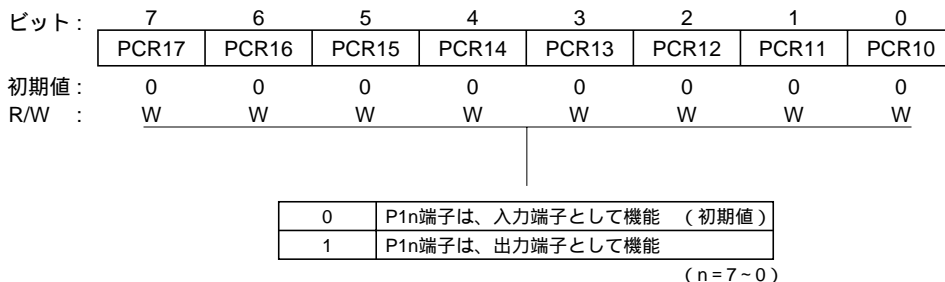 ビット : 7 6 5 4 3 2 1 0
PCR17 PCR16 PCR15 PCR14 PCR13 PCR12 PCR11 PCR10
初期値 : 0 0 0 0 0 0 0 0
R/W : W W W W W W W W
0 P1n端子は、入力端子として機能 （初期値）
1 P1n端子は、出力端子として機能
（n=7~0）